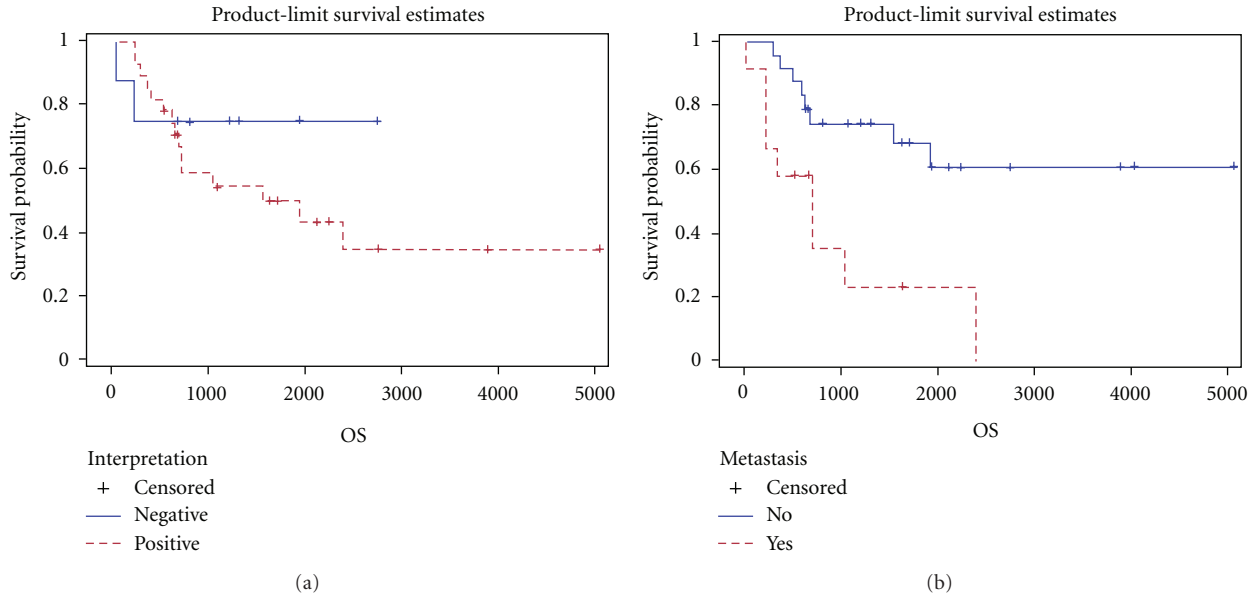 Product-limit survival estimates
1
0.8
0.6
0.4
0.2
0
Survival probability
0
1000
2000
3000
4000
5000
OS
Interpretation
+ Censored
Negative
Positive
(a)
Product-limit survival estimates
1
0.8
0.6
0.4
0.2
0
Survival probability
0
1000
2000
3000
4000
5000
OS
Metastasis
+ Censored
No
Yes
(b)